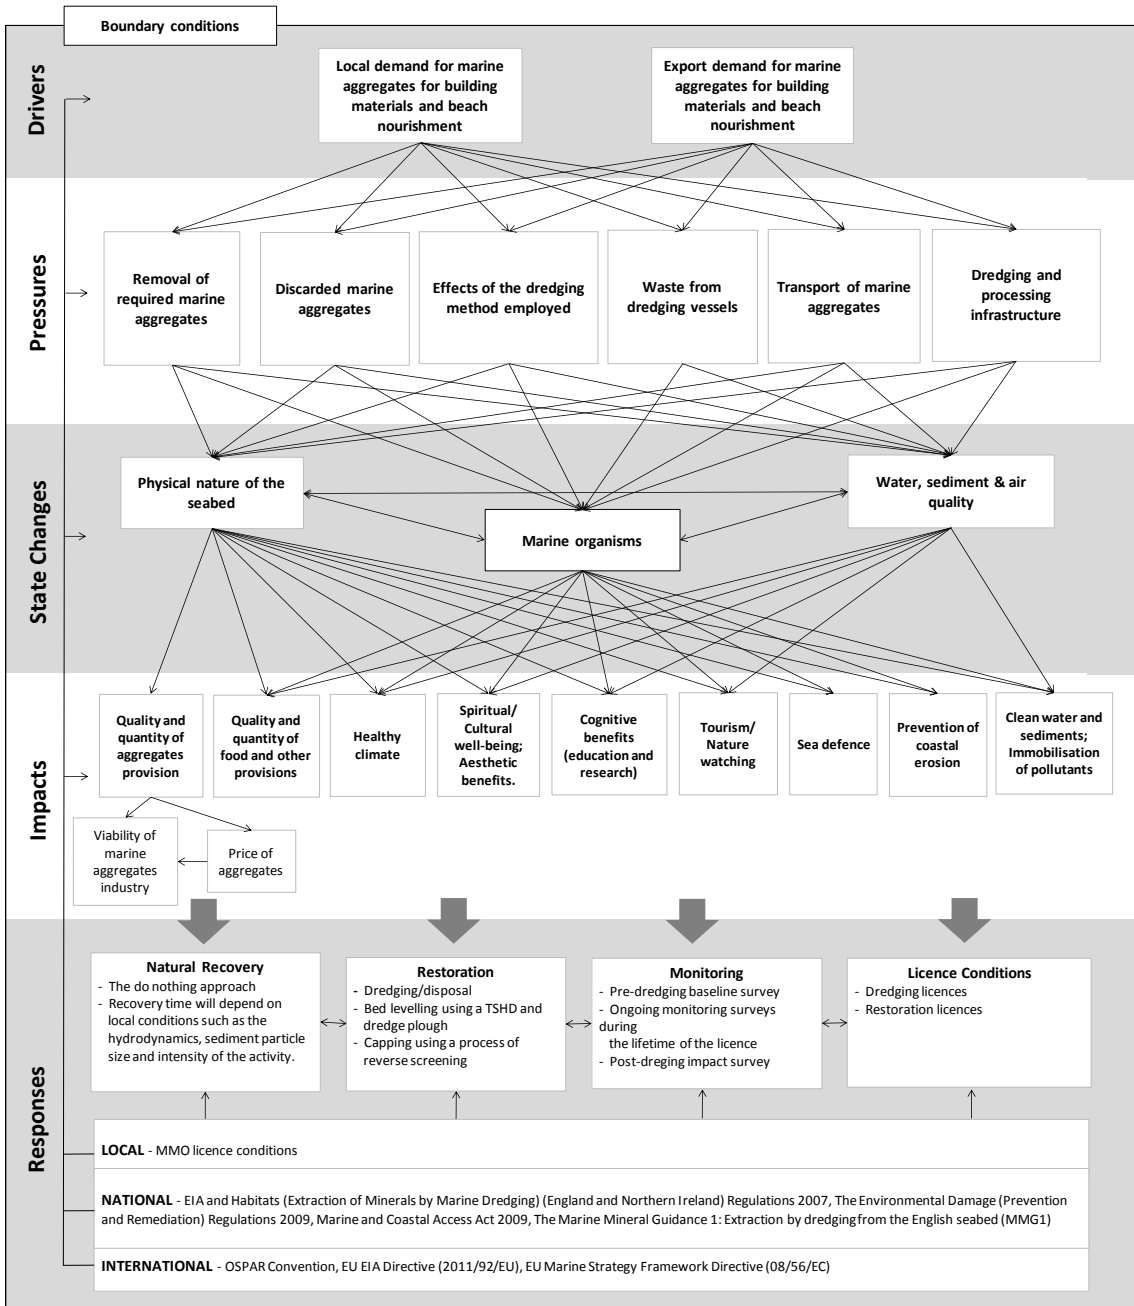 Boundary conditions
Drivers
Local demand for marine
aggregates for building
materials and beach
nourishment
Export demand for marine
aggregates for building
materials and beach
nourishment
Pressures
Removal of
required marine
aggregates
Discarded marine
aggregates
Effects of the dredging
method employed
Waste from
dredging vessels
Transport of marine
aggregates
Dredging and
processing
infrastructure
State Changes
Physical nature of the
seabed
Marine organisms
Water, sediment & air
quality
Impacts
Quality and
quantity of
aggregates
provision
Quality and
quantity of
food and other
provisions
Healthy
climate
Spiritual/
Cultural
well-being;
Aesthetic
benefits.
Cognitive
benefits
(education and
research)
Tourism/
Nature
watching
Sea defence
Prevention of
coastal
erosion
Clean water and
sediments;
Immobilisation
of pollutants
Viability of
marine
aggregates
industry
Price of
aggregates
Responses
Natural Recovery
- The do nothing approach
- Recovery time will depend on
local conditions such as the
hydrodynamics, sediment particle
size and intensity of the activity.
Restoration
- Dredging/disposal
- Bed levelling using a TSHD and
dredge plough
- Capping using a process of
reverse screening
Monitoring
- Pre-dredging baseline survey
- Ongoing monitoring surveys
during
the lifetime of the licence
- Post-dreging impact survey
Licence Conditions
- Dredging licences
- Restoration licences
LOCAL - MMO licence conditions
NATIONAL - EIA and Habitats (Extraction of Minerals by Marine Dredging) (England and Northern Ireland) Regulations 2007, The Environmental Damage (Prevention
and Remediation) Regulations 2009, Marine and Coastal Access Act 2009, The Marine Mineral Guidance 1: Extraction by dredging from the English seabed (MMG1)
INTERNATIONAL - OSPAR Convention, EU EIA Directive (2011/92/EU), EU Marine Strategy Framework Directive (08/56/EC)